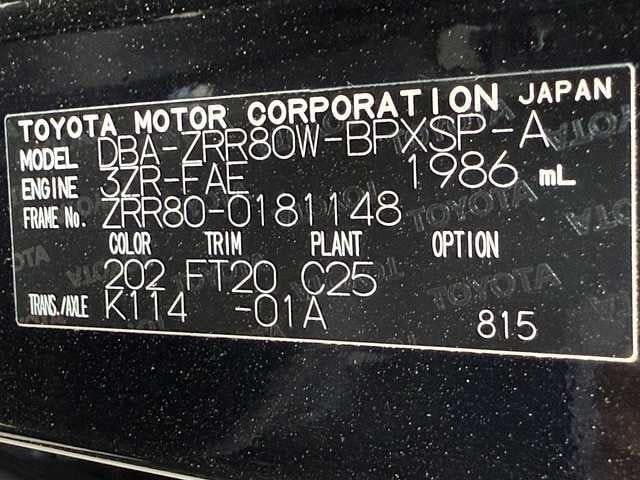 TOYOTA MOTOR CORPORATION JAPAN
MODEL DBA-ZRR80W-BPXSP-A
ENGINE 3ZR-FAE 1986 mL
FRAME No. ZRR80-0181148
COLOR TRIM PLANT OPTION
202 FT20 C25
TRANS./AXLE K114 -01A 815